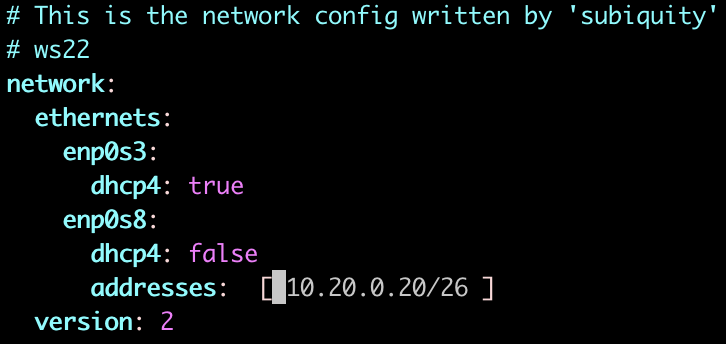 # This is the network config written by 'subiquity'
# ws22
network:
  ethernets:
    enp0s3:
      dhcp4: true
    enp0s8:
      dhcp4: false
      addresses:  [ 10.20.0.20/26 ]
  version: 2